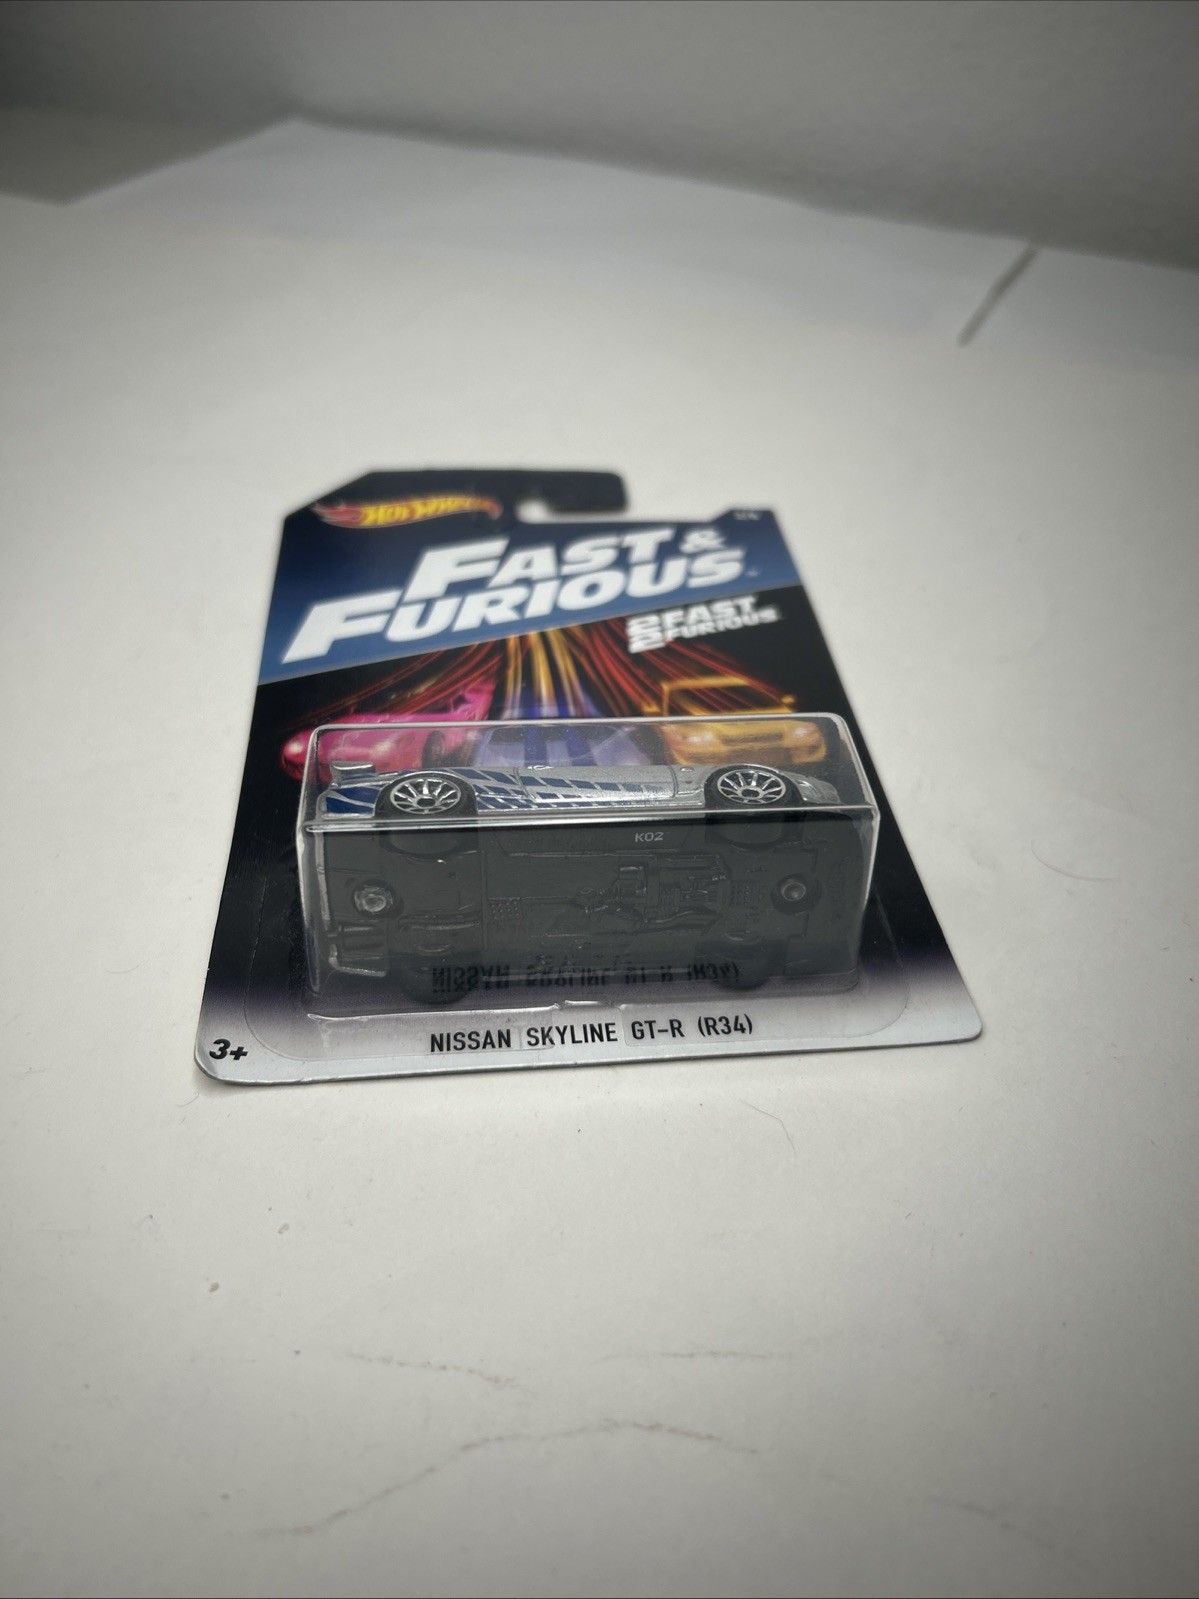 Hot Wheels
FAST &
FURIOUS
2 FAST
2 FURIOUS
K02
NISSAN SKYLINE GT-R (R34)
3+